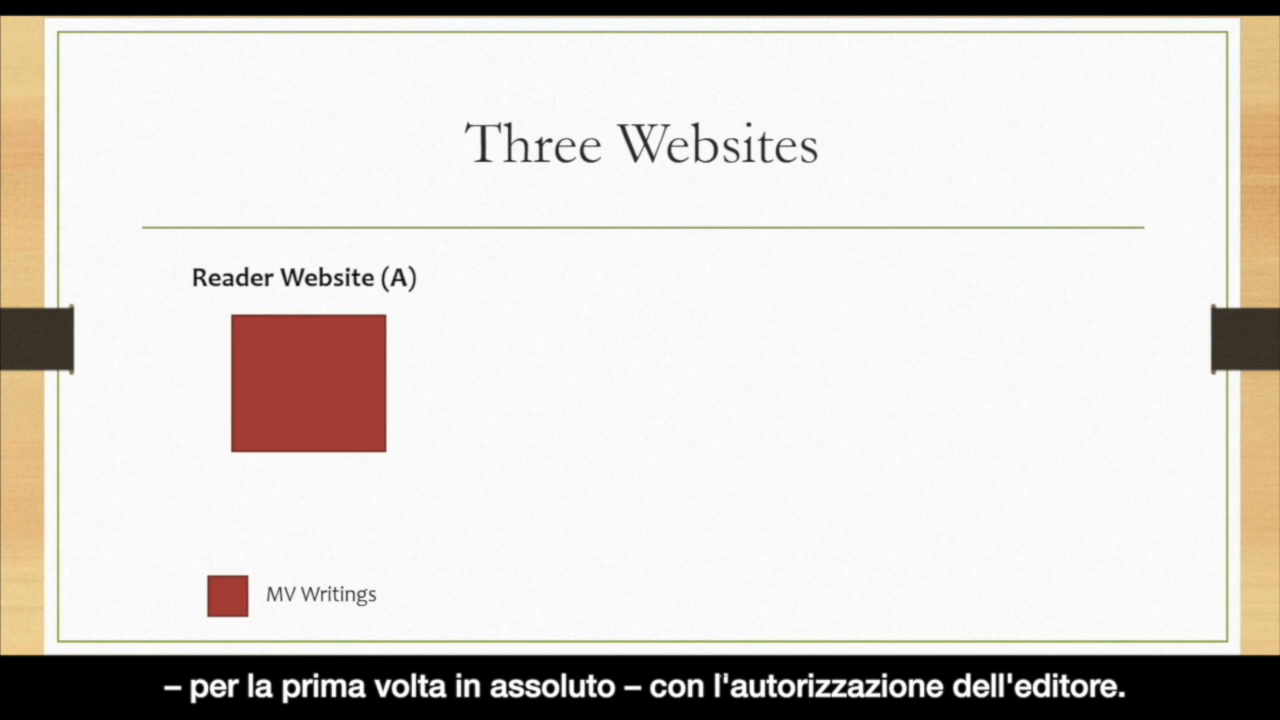 Three Websites
Reader Website (A)
MV Writings
– per la prima volta in assoluto – con l'autorizzazione dell'editore.